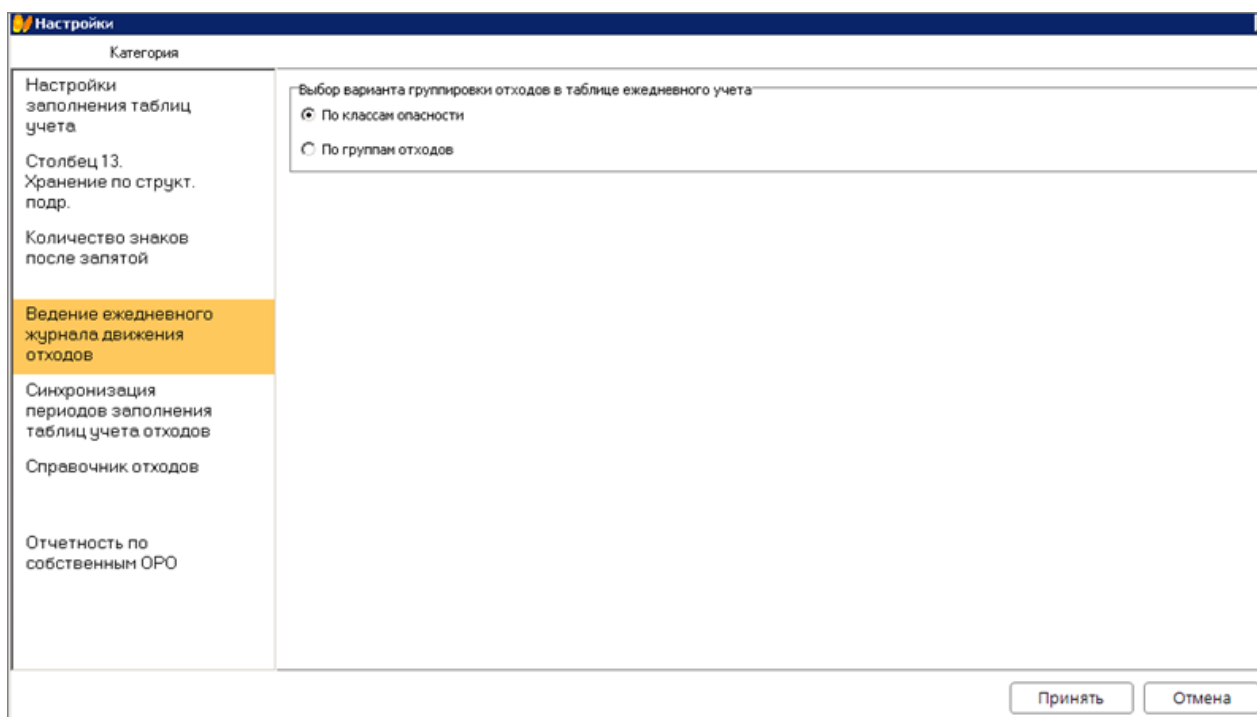 Настройки
Категория
Настройки
заполнения таблиц
учета
Столбец 13.
Хранение по структ.
подр.
Количество знаков
после запятой
Ведение ежедневного
журнала движения
отходов
Синхронизация
периодов заполнения
таблиц учета отходов
Справочник отходов
Отчетность по
собственным ОРО
Выбор варианта группировки отходов в таблице ежедневного учета
По классам опасности
По группам отходов
Принять
Отмена